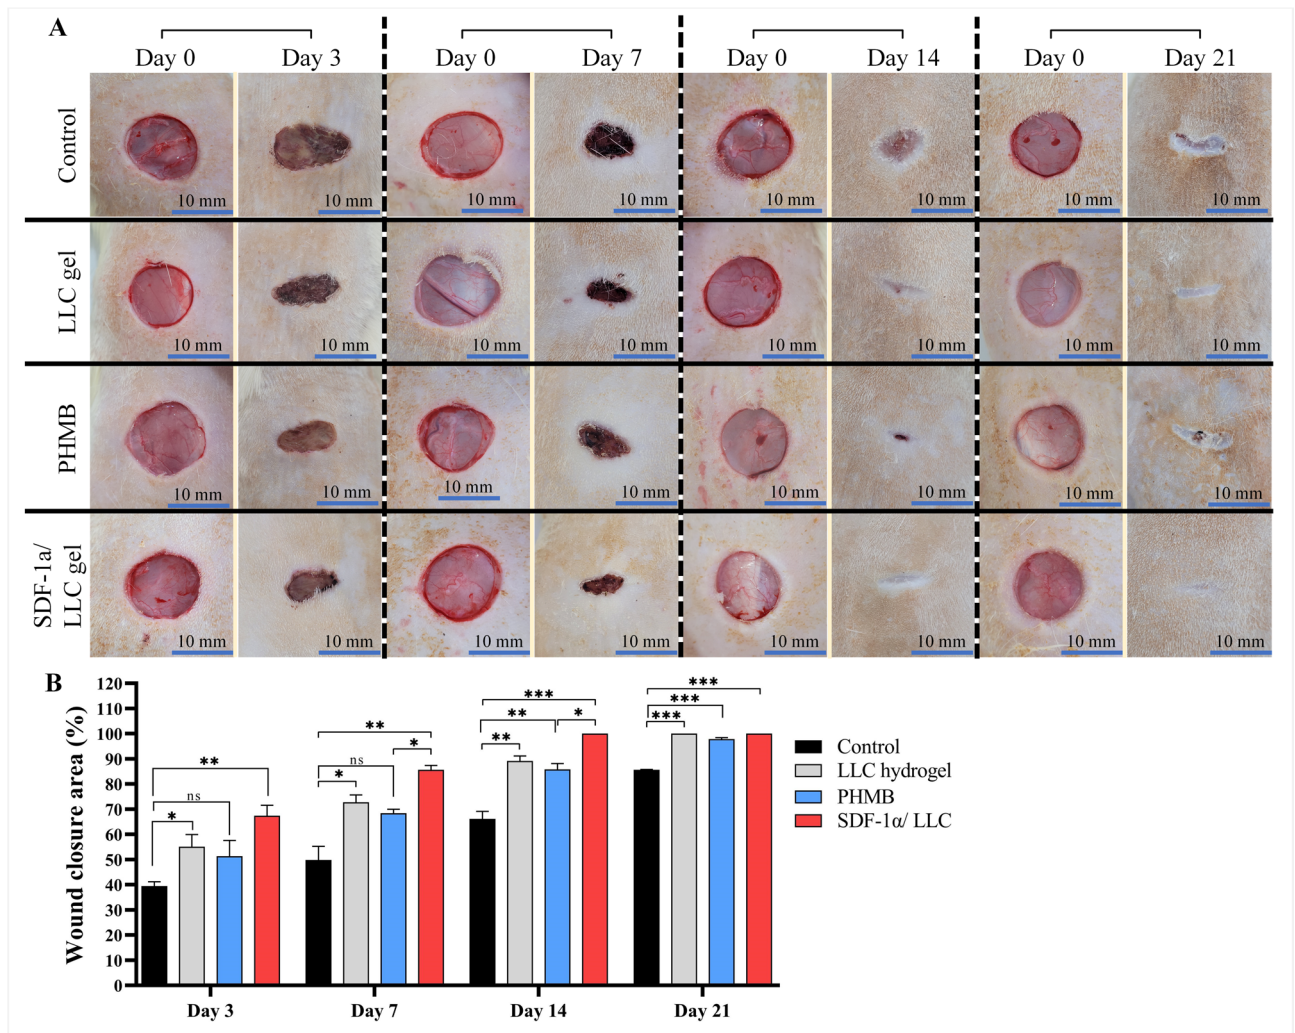 A
Day 0 Day 3 Day 0 Day 7 Day 0 Day 14 Day 0 Day 21
Control
10 mm 10 mm 10 mm 10 mm 10 mm 10 mm 10 mm 10 mm
LLC gel
10 mm 10 mm 10 mm 10 mm 10 mm 10 mm 10 mm 10 mm
PHMB
10 mm 10 mm 10 mm 10 mm 10 mm 10 mm 10 mm 10 mm
SDF-1a/
LLC gel
10 mm 10 mm 10 mm 10 mm 10 mm 10 mm 10 mm 10 mm
B
Wound closure area (%)
120
110
100
90
80
70
60
50
40
30
20
10
0
** ns *
** * ns *
*** ** * **
*** *** ***
Day 3 Day 7 Day 14 Day 21
Control
LLC hydrogel
PHMB
SDF-1α/ LLC